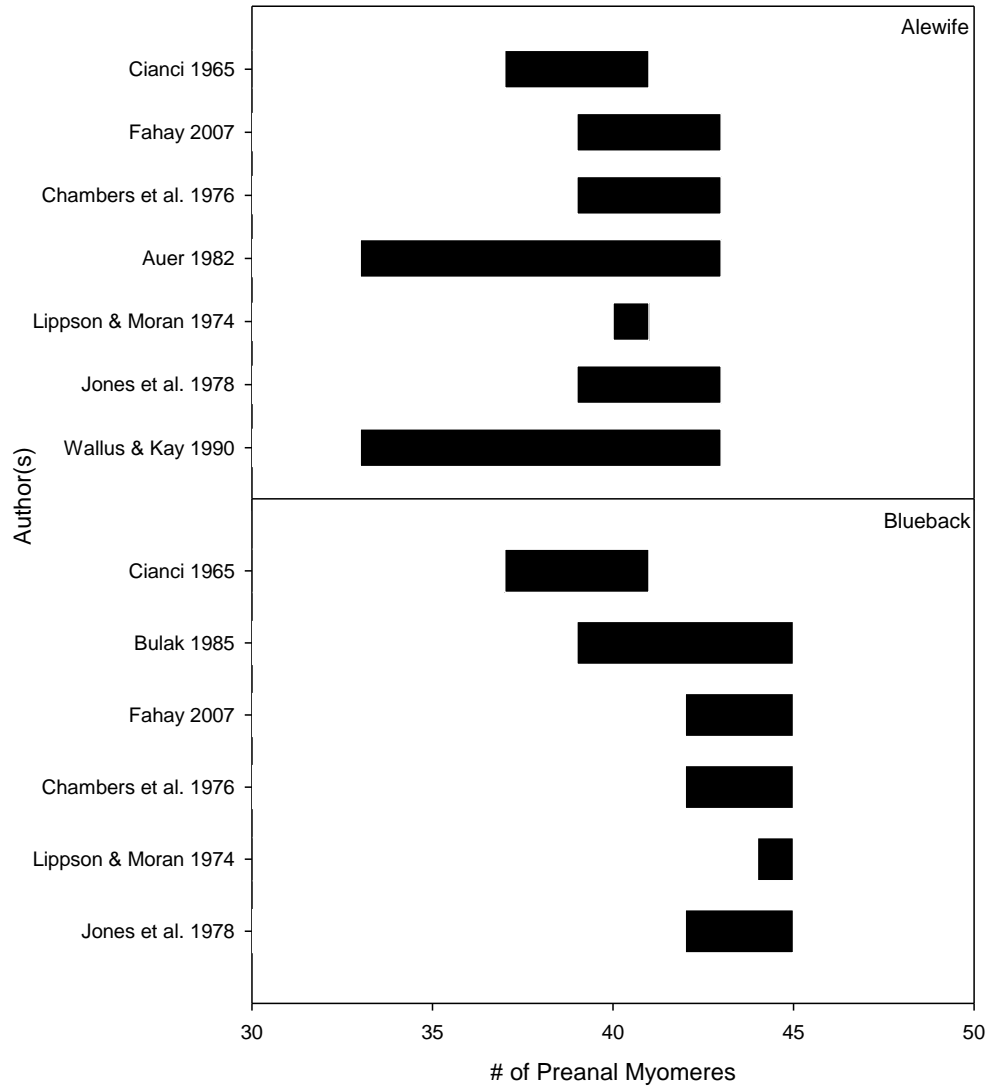 Alewife
Cianci 1965
Fahay 2007
Chambers et al. 1976
Auer 1982
Lippson & Moran 1974
Jones et al. 1978
Wallus & Kay 1990
Author(s)
Blueback
Cianci 1965
Bulak 1985
Fahay 2007
Chambers et al. 1976
Lippson & Moran 1974
Jones et al. 1978
30 35 40 45 50
# of Preanal Myomeres